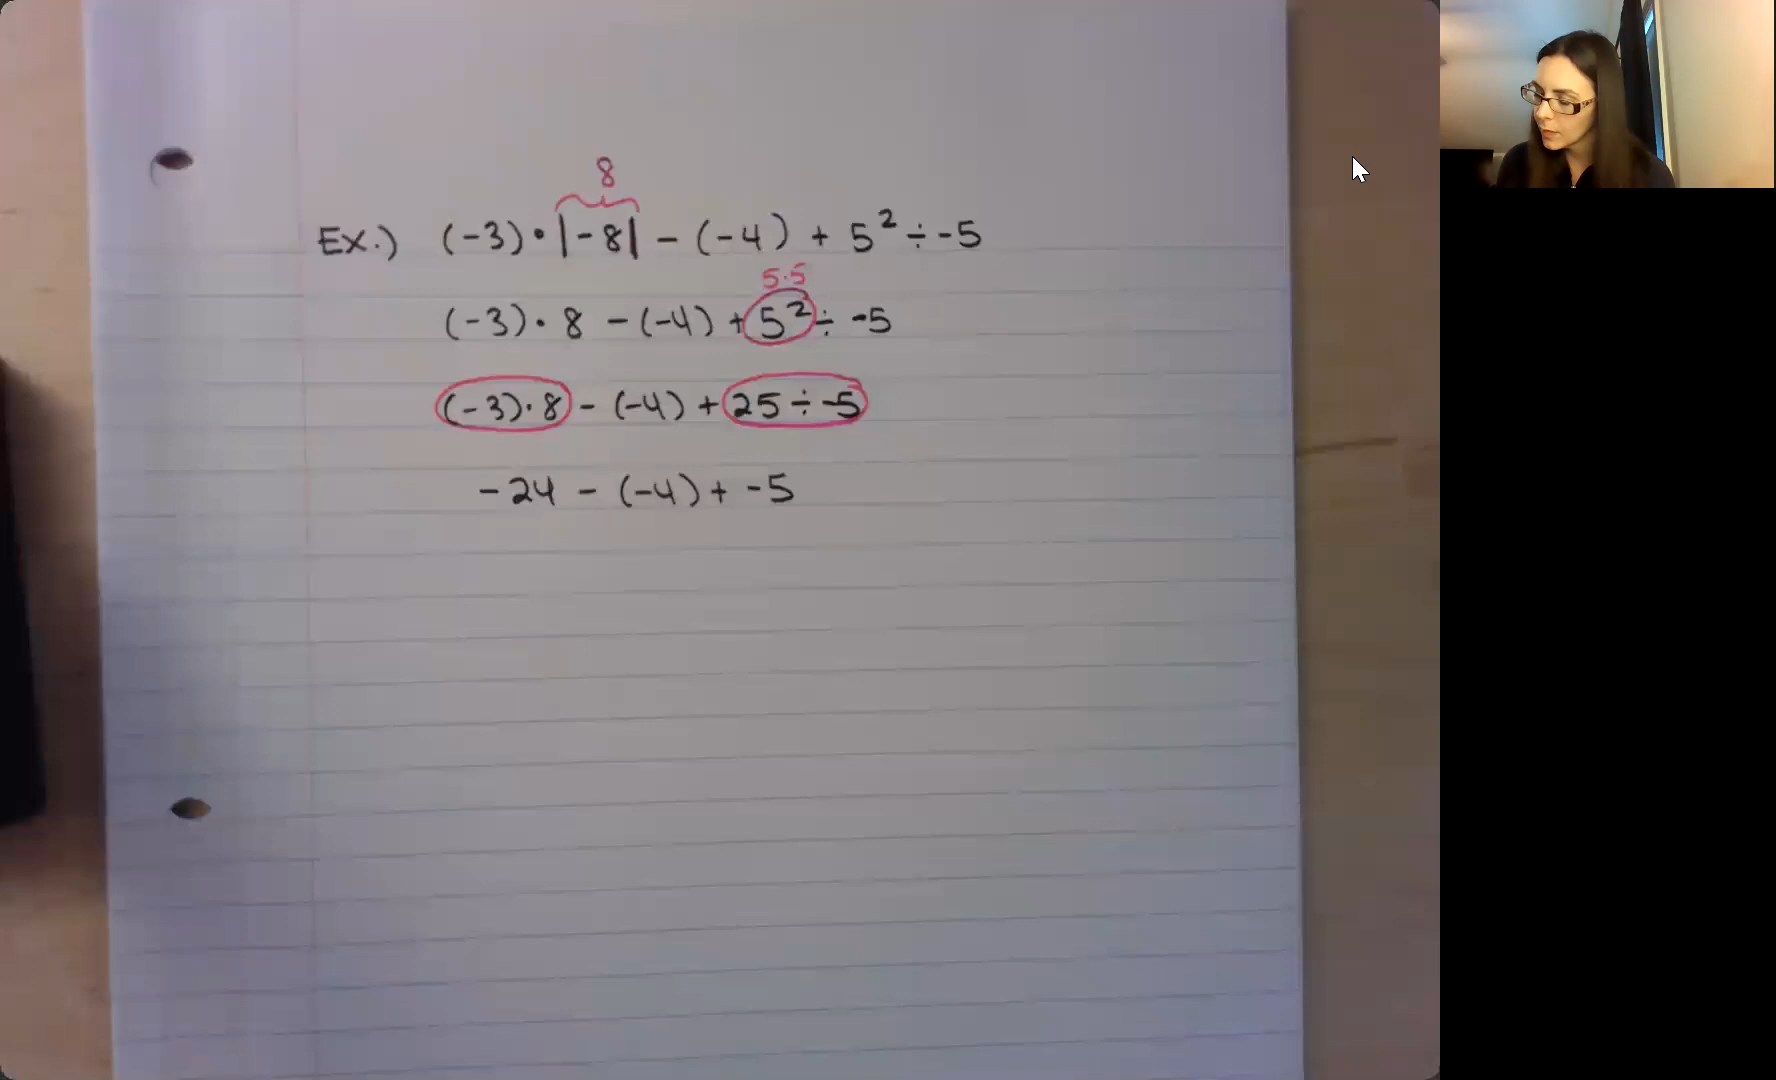 8
Ex.) (-3)•|-8| - (-4) + 5² ÷ -5
5·5
(-3)· 8 - (-4) + 5² ÷ -5
(-3)·8 - (-4) + 25 ÷ -5
-24 - (-4) + -5